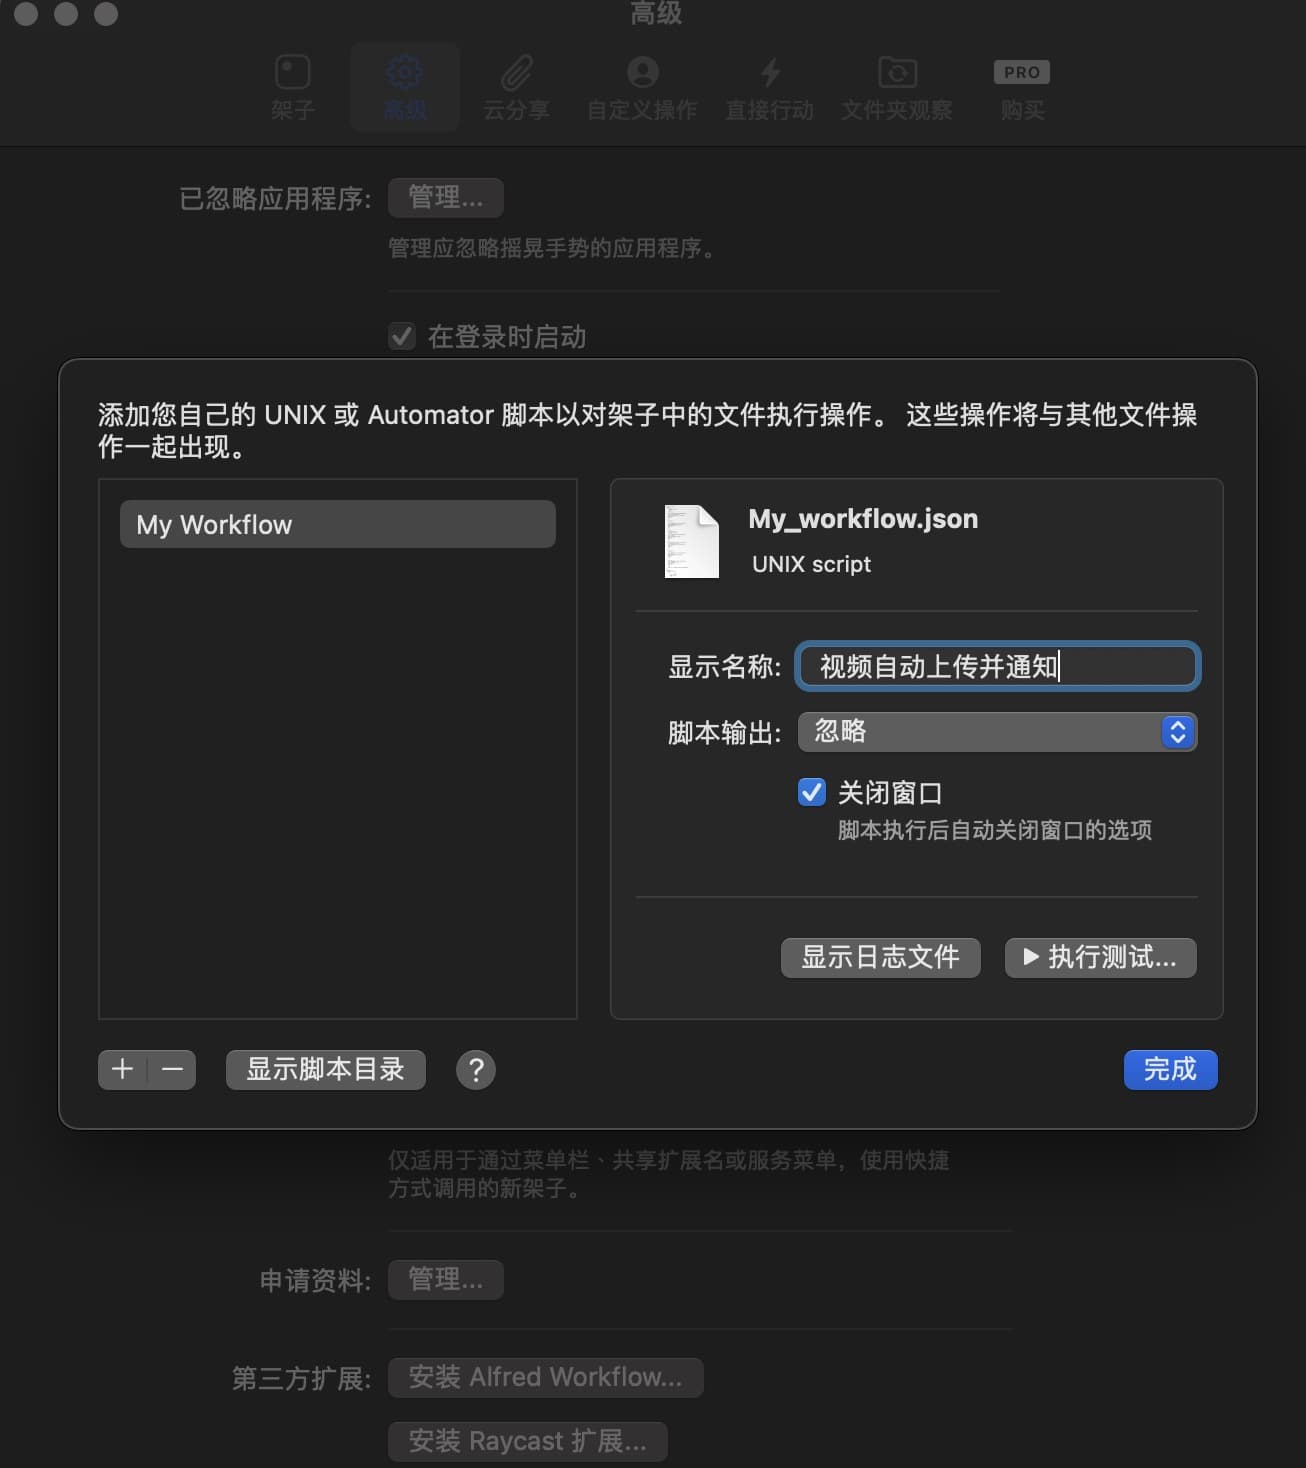 高级
架子
高级
云分享
自定义操作
直接行动
文件夹观察
PRO
购买
已忽略应用程序:
管理...
管理应忽略摇晃手势的应用程序。
在登录时启动
添加您自己的 UNIX 或 Automator 脚本以对架子中的文件执行操作。 这些操作将与其他文件操
作一起出现。
My Workflow
My_workflow.json
UNIX script
显示名称:
视频自动上传并通知
脚本输出:
忽略
关闭窗口
脚本执行后自动关闭窗口的选项
显示日志文件
执行测试...
显示脚本目录
?
完成
仅适用于通过菜单栏、共享扩展名或服务菜单，使用快捷
方式调用的新架子。
申请资料:
管理...
第三方扩展:
安装 Alfred Workflow...
安装 Raycast 扩展...